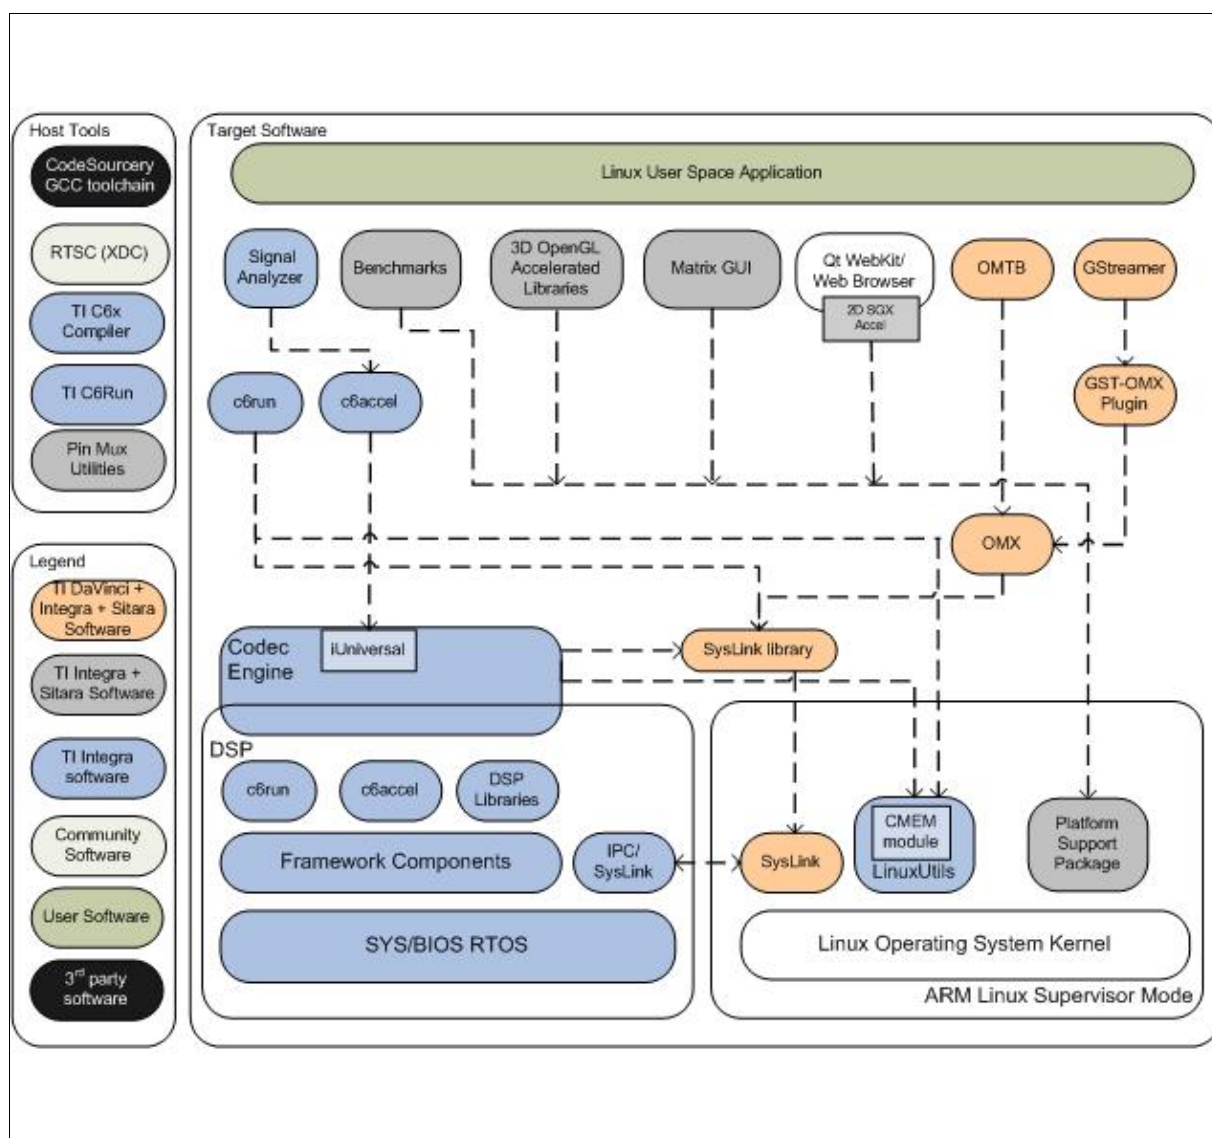 Host Tools
CodeSourcery
GCC toolchain
RTSC (XDC)
TI C6x
Compiler
TI C6Run
Pin Mux
Utilities
Legend
TI DaVinci +
Integra + Sitara
Software
TI Integra +
Sitara Software
TI Integra
software
Community
Software
User Software
3rd party
software
Target Software
Linux User Space Application
Signal
Analyzer
Benchmarks
3D OpenGL
Accelerated
Libraries
Matrix GUI
Qt WebKit/
Web Browser
2D SGX
Accel
OMTB
GStreamer
c6run
c6accel
GST-OMX
Plugin
OMX
Codec
Engine
iUniversal
SysLink library
DSP
c6run
c6accel
DSP
Libraries
Framework Components
IPC/
SysLink
SYS/BIOS RTOS
SysLink
CMEM
module
LinuxUtils
Platform
Support
Package
Linux Operating System Kernel
ARM Linux Supervisor Mode